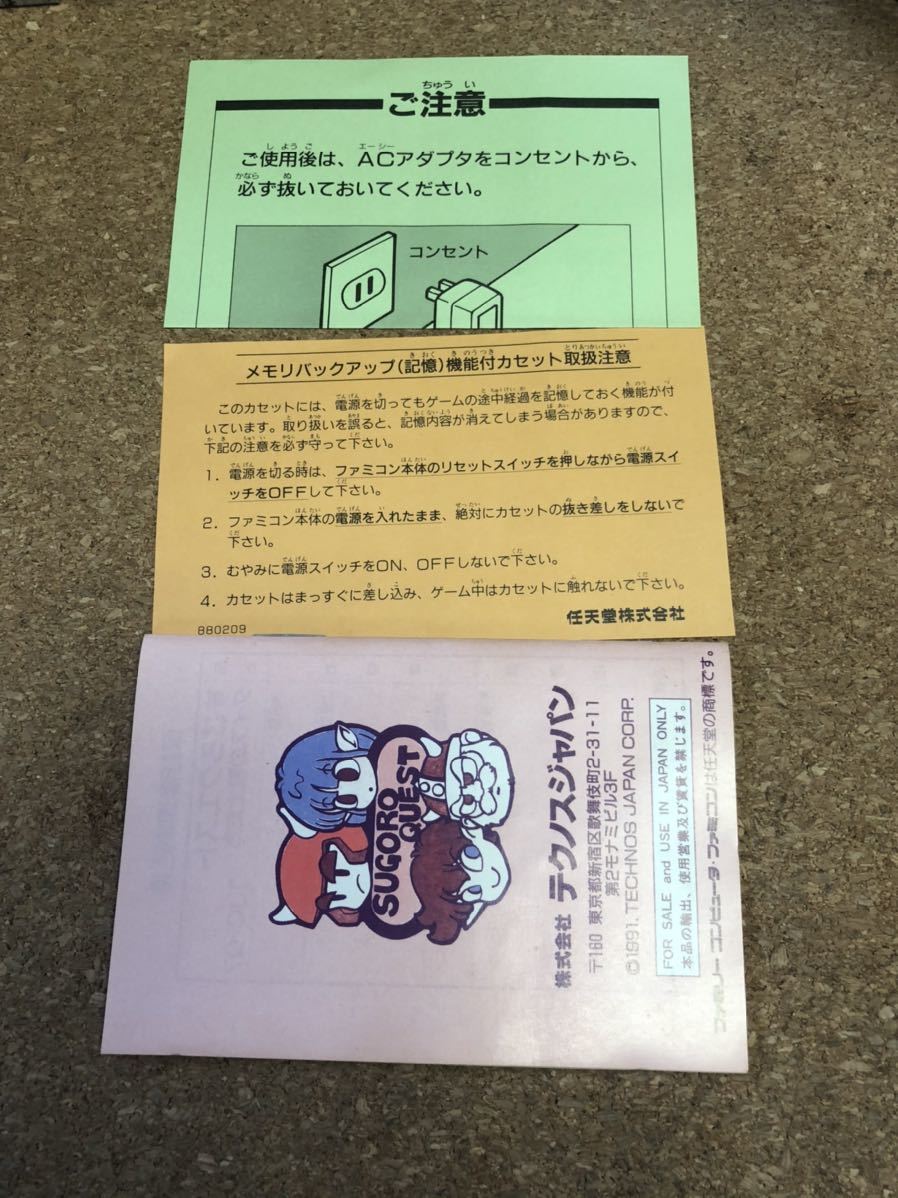 ご注意
ご使用後は、ACアダプタをコンセントから、
必ず抜いておいてください。
コンセント
メモリバックアップ(記憶)機能付カセット取扱注意
このカセットには、電源を切ってもゲームの途中経過を記憶しておく機能が付
いています。取り扱いを誤ると、記憶内容が消えてしまう場合がありますので、
下記の注意を必ず守って下さい。
1. 電源を切る時は、ファミコン本体のリセットスイッチを押しながら電源スイ
ッチをOFFして下さい。
2. ファミコン本体の電源を入れたまま、絶対にカセットの抜き差しをしないで
下さい。
3. むやみに電源スイッチをON、OFFしないで下さい。
4. カセットはまっすぐに差し込み、ゲーム中はカセットに触れないで下さい。
880209
任天堂株式会社
SUGORO
QUEST
株式会社 テクノスジャパン
〒160 東京都新宿区歌舞伎町2-31-11
第2モナミビル3F
©1991. TECHNOS JAPAN CORP.
FOR SALE and USE IN JAPAN ONLY
本品の輸出、使用営業及び賃貸を禁じます。
ファミリー コンピュータ・ファミコンは任天堂の商標です。